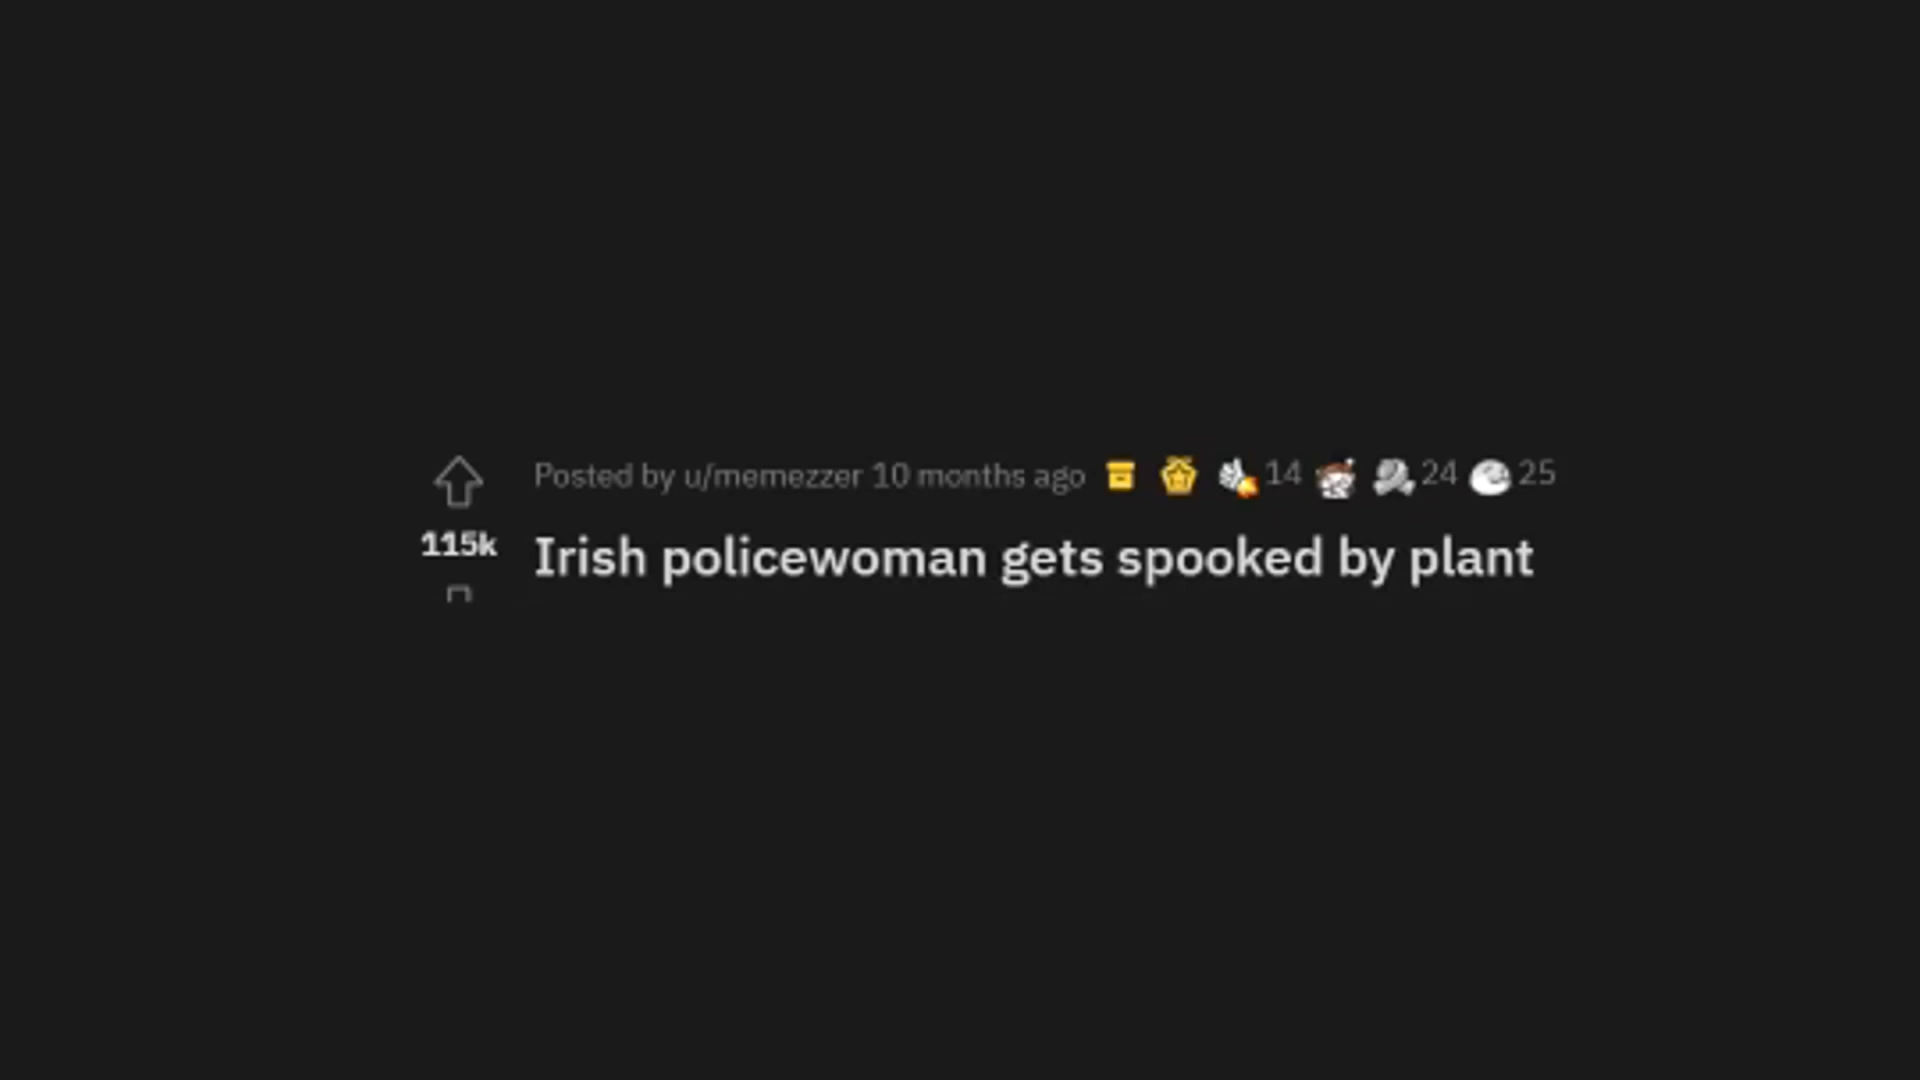 Posted by u/memezzer 10 months ago 14 24 25
115k
Irish policewoman gets spooked by plant